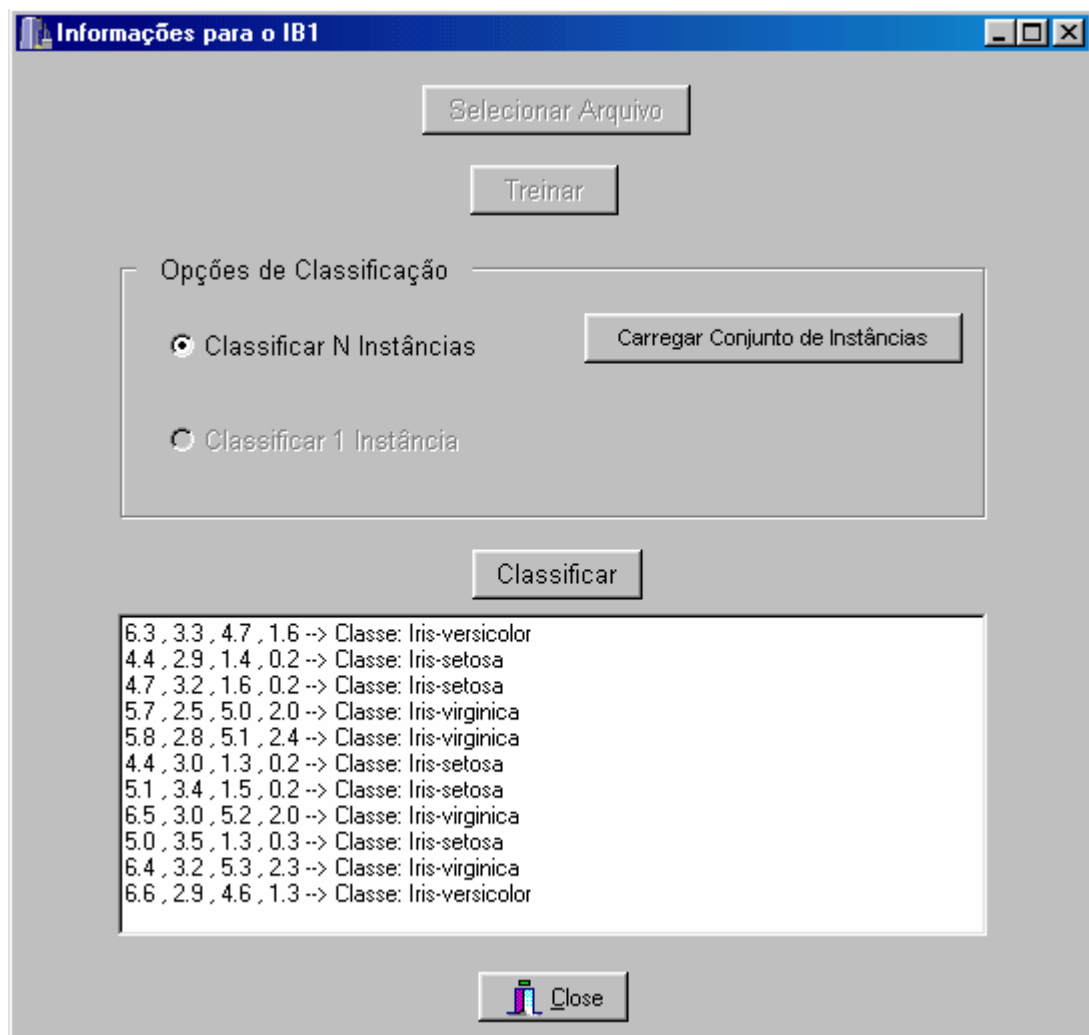 Informações para o IB1
Selecionar Arquivo
Treinar
Opções de Classificação
Classificar N Instâncias
Carregar Conjunto de Instâncias
Classificar 1 Instância
Classificar
6.3 , 3.3 , 4.7 , 1.6 --> Classe: Iris-versicolor
4.4 , 2.9 , 1.4 , 0.2 --> Classe: Iris-setosa
4.7 , 3.2 , 1.6 , 0.2 --> Classe: Iris-setosa
5.7 , 2.5 , 5.0 , 2.0 --> Classe: Iris-virginica
5.8 , 2.8 , 5.1 , 2.4 --> Classe: Iris-virginica
4.4 , 3.0 , 1.3 , 0.2 --> Classe: Iris-setosa
5.1 , 3.4 , 1.5 , 0.2 --> Classe: Iris-setosa
6.5 , 3.0 , 5.2 , 2.0 --> Classe: Iris-virginica
5.0 , 3.5 , 1.3 , 0.3 --> Classe: Iris-setosa
6.4 , 3.2 , 5.3 , 2.3 --> Classe: Iris-virginica
6.6 , 2.9 , 4.6 , 1.3 --> Classe: Iris-versicolor
Close